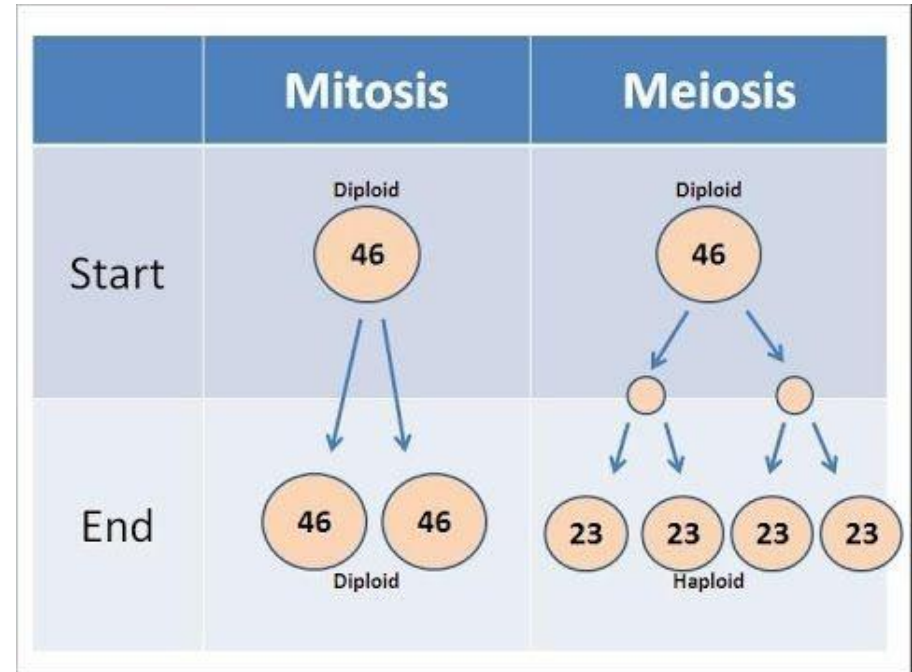 Mitosis Meiosis
Start
Diploid Diploid
46 46
End
46 46 23 23 23 23
Diploid Haploid